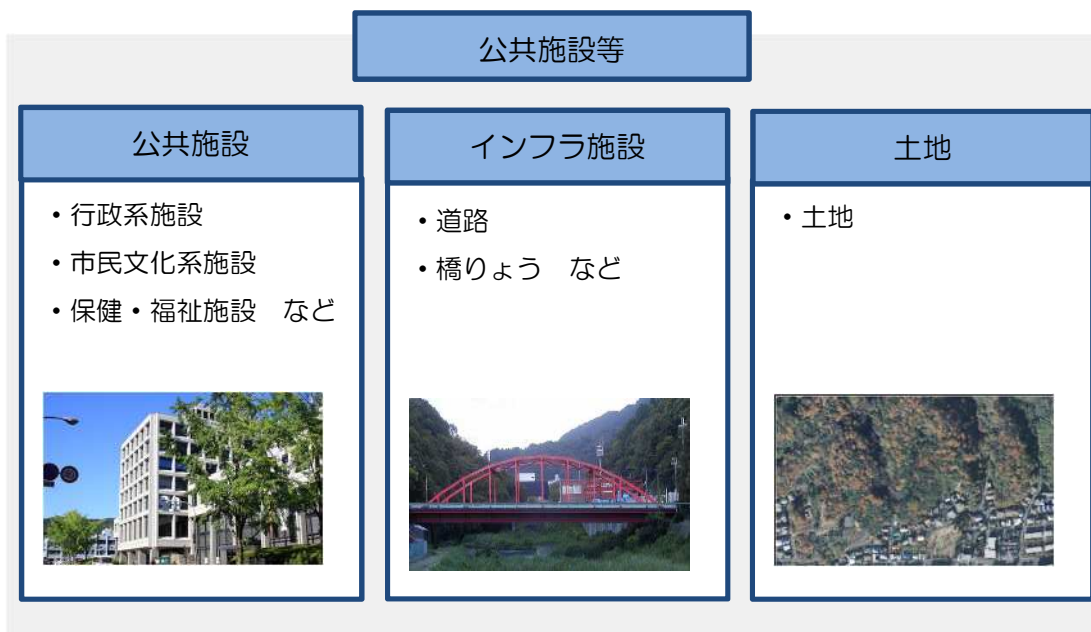 公共施設等
公共施設
・行政系施設
・市民文化系施設
・保健・福祉施設　など
インフラ施設
・道路
・橋りょう　など
土地
・土地